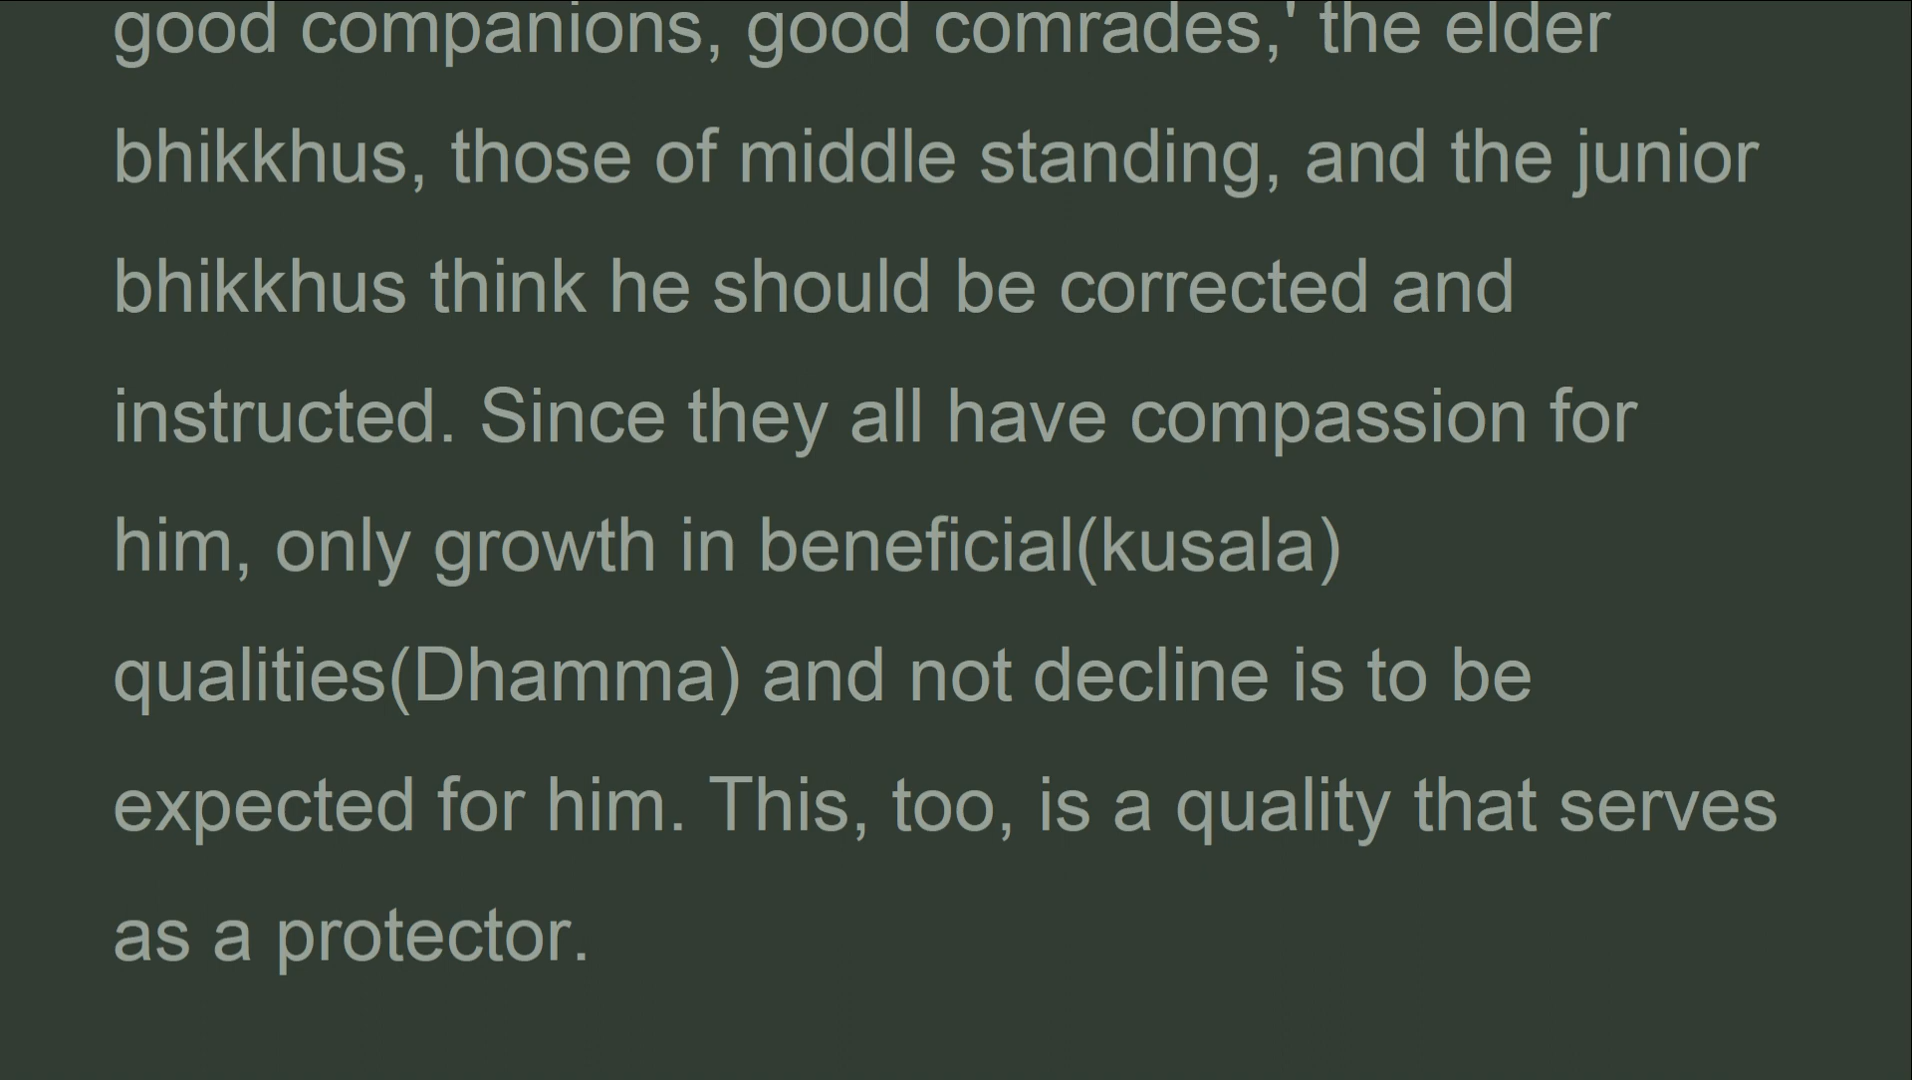 good companions, good comrades,' the elder
bhikkhus, those of middle standing, and the junior
bhikkhus think he should be corrected and
instructed. Since they all have compassion for
him, only growth in beneficial(kusala)
qualities(Dhamma) and not decline is to be
expected for him. This, too, is a quality that serves
as a protector.